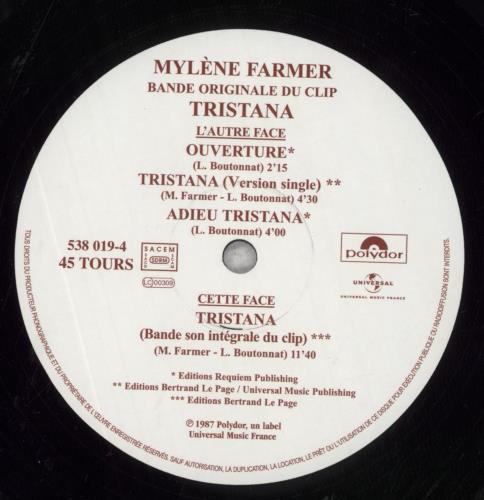 MYLÈNE FARMER
BANDE ORIGINALE DU CLIP
TRISTANA
L'AUTRE FACE
OUVERTURE*
(L. Boutonnat) 2'15
TRISTANA (Version single) **
(M. Farmer - L. Boutonnat) 4'30
ADIEU TRISTANA*
(L. Boutonnat) 4'00
538 019-4
45 TOURS
SACEM
SDRM
LC 00309
polydor
UNIVERSAL
UNIVERSAL MUSIC FRANCE
CETTE FACE
TRISTANA
(Bande son intégrale du clip) ***
(M. Farmer - L. Boutonnat) 11'40
* Editions Requiem Publishing
** Editions Bertrand Le Page / Universal Music Publishing
*** Editions Bertrand Le Page
℗ 1987 Polydor, un label
Universal Music France
TOUS DROITS DU PRODUCTEUR PHONOGRAPHIQUE ET DU PROPRIÉTAIRE DE L'ŒUVRE ENREGISTRÉE RÉSERVÉS. SAUF AUTORISATION, LA DUPLICATION, LA LOCATION, LE PRÊT OU L'UTILISATION DE CE DISQUE POUR EXÉCUTION PUBLIQUE OU RADIODIFFUSION SONT INTERDITS.